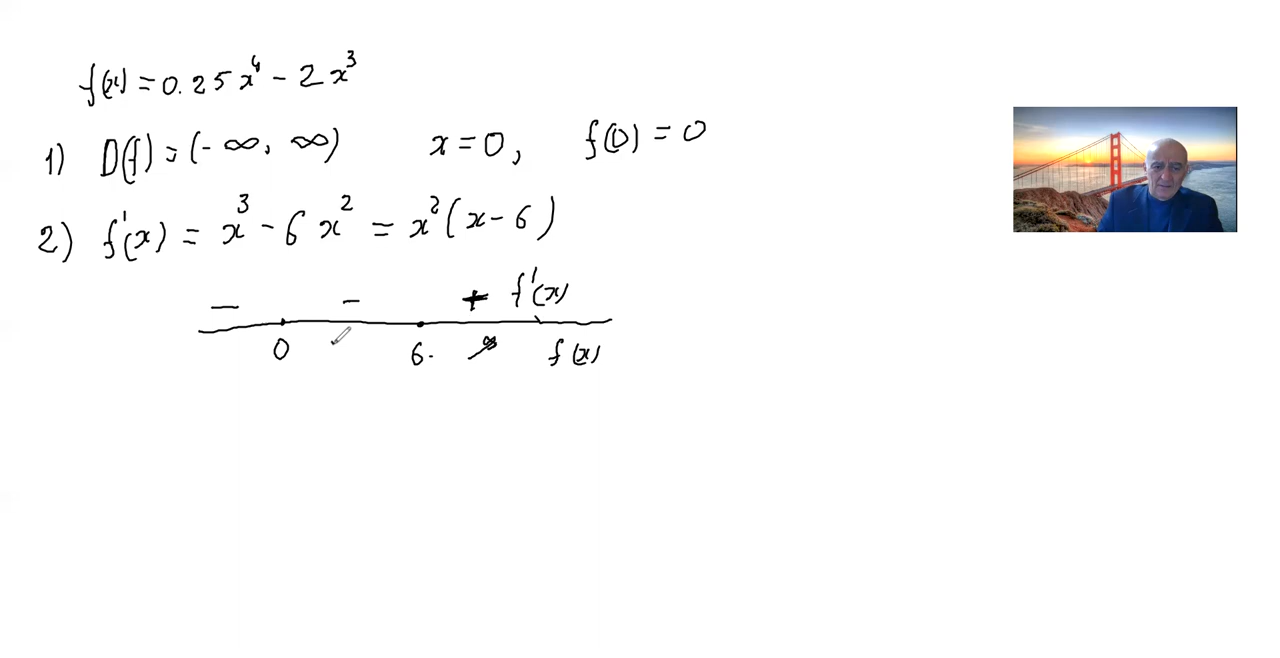 f(x) = 0.25x⁴ − 2x³
1) D(f) = (−∞, ∞) x = 0, f(0) = 0
2) f'(x) = x³ − 6x² = x²(x − 6)
− − + f'(x)
0 6. f(x)